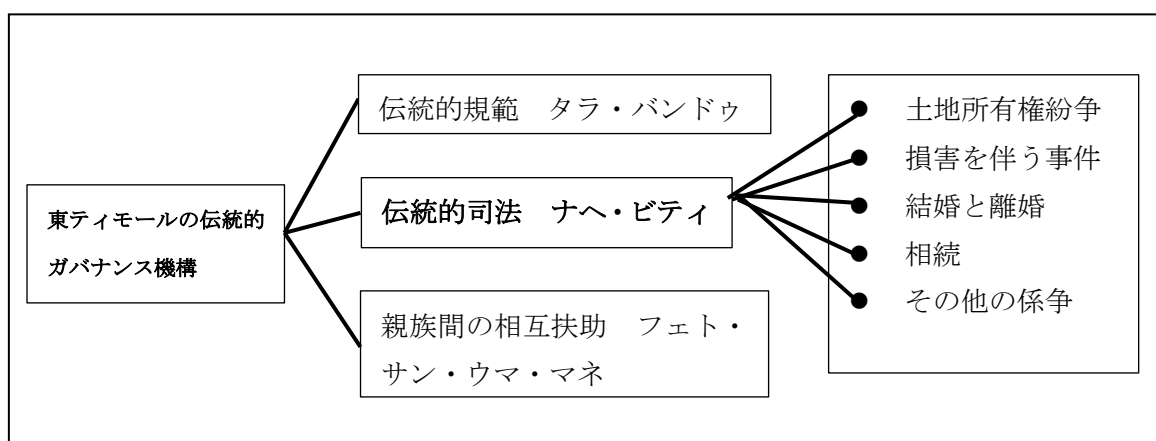 東ティモールの伝統的
ガバナンス機構
伝統的規範　タラ・バンドゥ
伝統的司法　ナヘ・ビティ
親族間の相互扶助　フェト・
サン・ウマ・マネ
土地所有権紛争
損害を伴う事件
結婚と離婚
相続
その他の係争